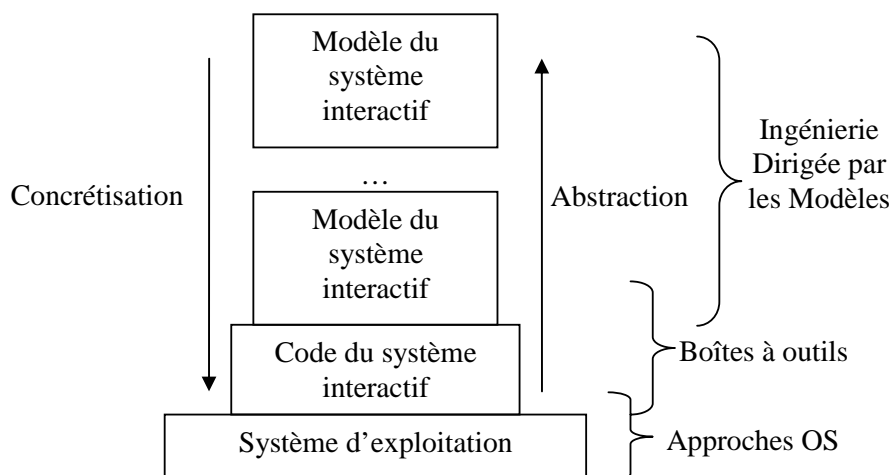 Modèle du
système
interactif
Ingénierie
Dirigée par
les Modèles
Concrétisation
…
Abstraction
Modèle du
système
interactif
Boîtes à outils
Code du système
interactif
Système d’exploitation
Approches OS